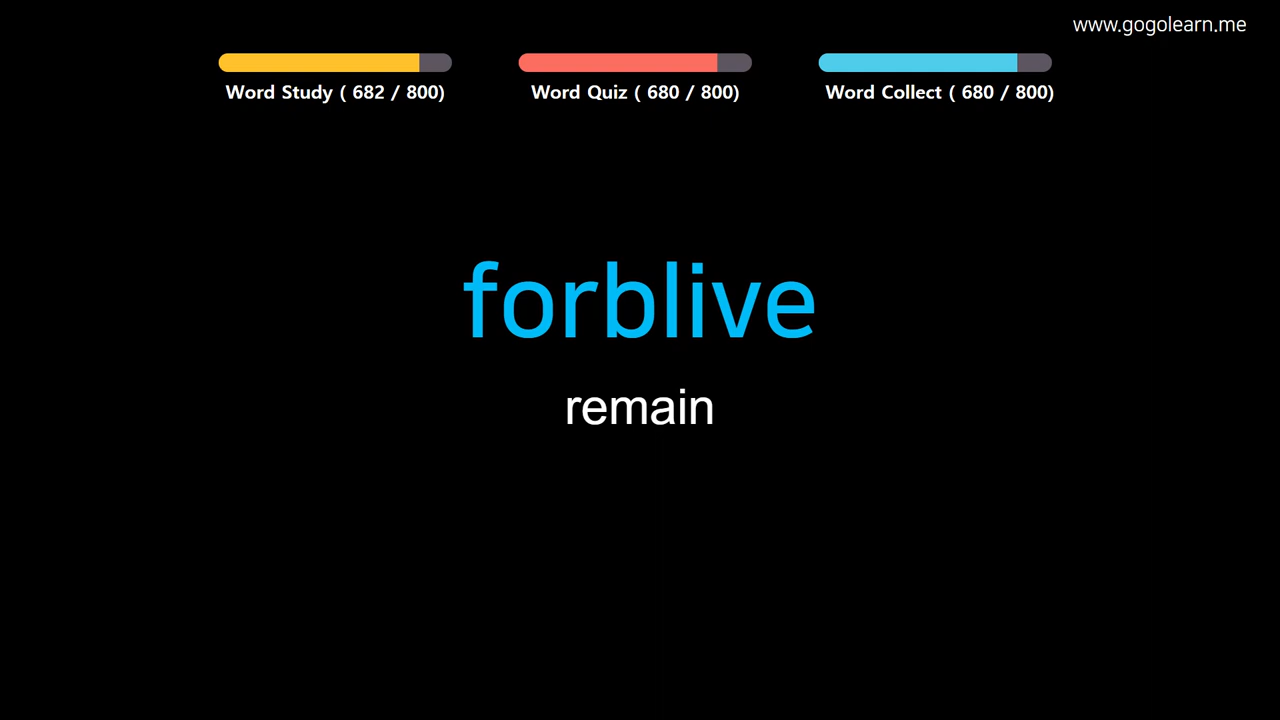 www.gogolearn.me
Word Study ( 682 / 800)
Word Quiz ( 680 / 800)
Word Collect ( 680 / 800)
forblive
remain